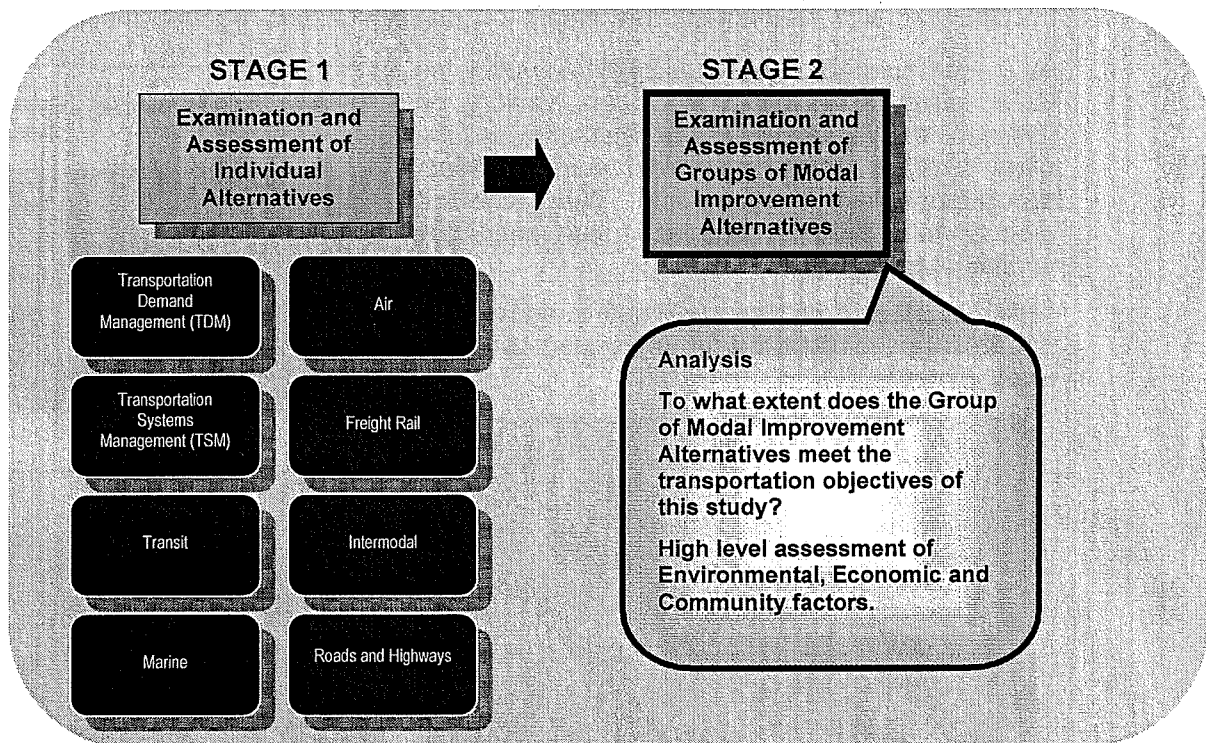 STAGE 1
Examination and
Assessment of
Individual
Alternatives
Transportation
Demand
Management (TDM)
Air
Transportation
Systems
Management (TSM)
Freight Rail
Transit
Intermodal
Marine
Roads and Highways
STAGE 2
Examination and
Assessment of
Groups of Modal
Improvement
Alternatives
Analysis
To what extent does the Group
of Modal Improvement
Alternatives meet the
transportation objectives of
this study?
High level assessment of
Environmental, Economic and
Community factors.